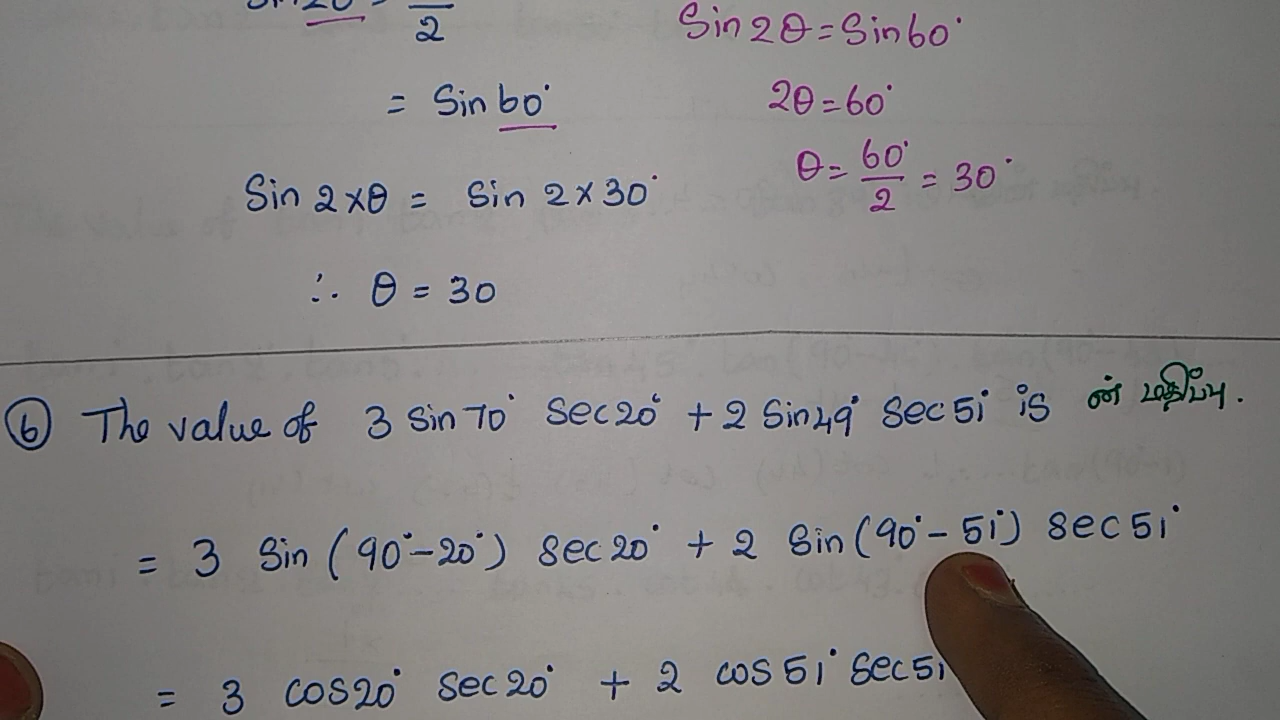 2
= Sin 60°
Sin 2×θ = Sin 2×30°
∴ θ = 30
Sin 2θ = Sin 60°
2θ = 60°
θ = 60°/2 = 30°
⑥ The value of 3 Sin 70° Sec 20° + 2 Sin 49° Sec 51° is ன் மதிப்பு.
= 3 Sin (90°-20°) Sec 20° + 2 Sin (90°-51°) Sec 51°
= 3 cos 20° Sec 20° + 2 cos 51° Sec 51